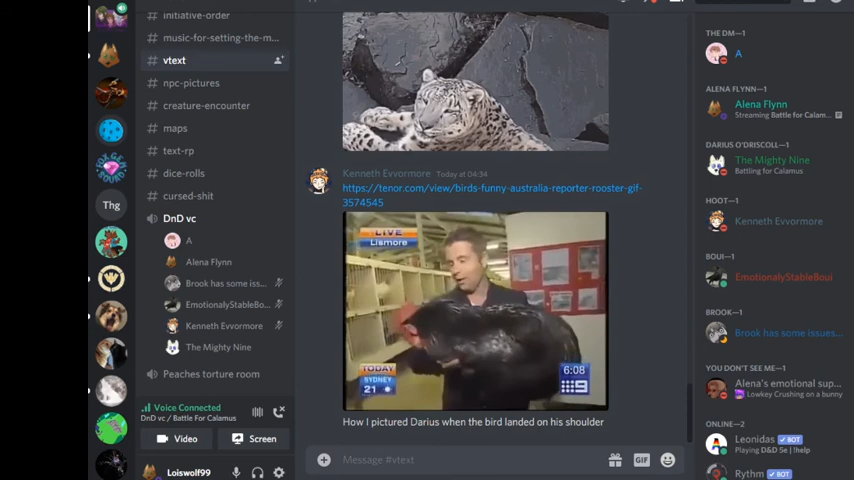 initiative-order
# music-for-setting-the-m...
# vtext
# npc-pictures
# creature-encounter
# maps
# text-rp
# dice-rolls
# cursed-shit
DnD vc
A
Alena Flynn
Brook has some iss...
EmotionalyStableBo...
Kenneth Evvormore
The Mighty Nine
Peaches torture room
Voice Connected
DnD vc / Battle For Calamus
Video
Screen
Loiswolf99
Thg
Kenneth Evvormore Today at 04:34
https://tenor.com/view/birds-funny-australia-reporter-rooster-gif-
3574545
LIVE
Lismore
TODAY
SYDNEY
21
6:08
9
How I pictured Darius when the bird landed on his shoulder
Message #vtext
GIF
THE DM—1
A
ALENA FLYNN—1
Alena Flynn
Streaming Battle for Calam...
DARIUS O'DRISCOLL—1
The Mighty Nine
Battling for Calamus
HOOT—1
Kenneth Evvormore
BOUI—1
EmotionalyStableBoui
BROOK—1
Brook has some issues...
YOU DON'T SEE ME—1
Alena's emotional sup...
Lowkey Crushing on a bunny
ONLINE—2
Leonidas ✓ BOT
Playing D&D Se | !help
Rythm ✓ BOT